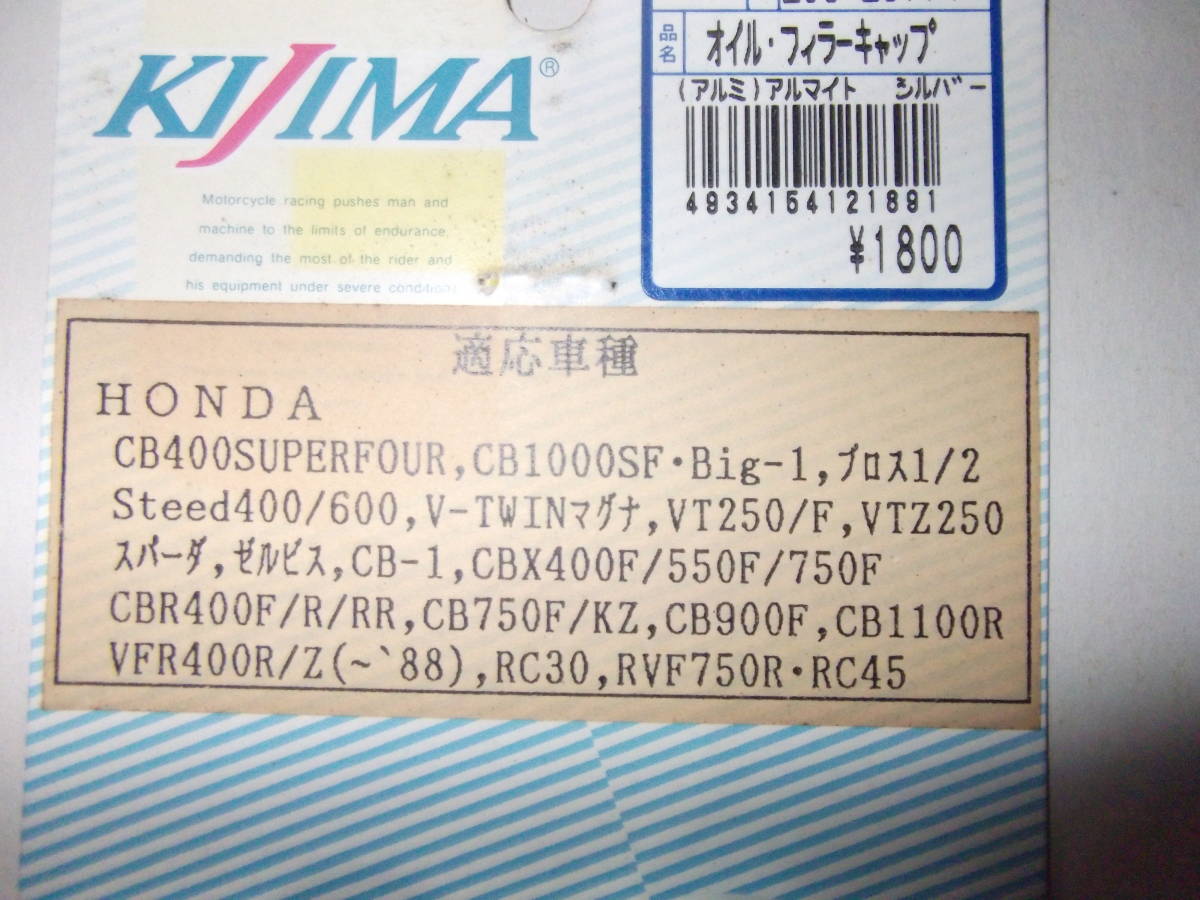 KIJIMA®
Motorcycle racing pushes man and
machine to the limits of endurance,
demanding the most of the rider and
his equipment under severe conditions
品名
オイル・フィラーキャップ
(アルミ)アルマイト シルバー
4934154121891
¥1800
適応車種
HONDA
CB400SUPERFOUR,CB1000SF・Big-1,ブロス1/2
Steed400/600,V-TWINマグナ,VT250/F,VTZ250
スパーダ,ゼルビス,CB-1,CBX400F/550F/750F
CBR400F/R/RR,CB750F/KZ,CB900F,CB1100R
VFR400R/Z(~`88),RC30,RVF750R・RC45